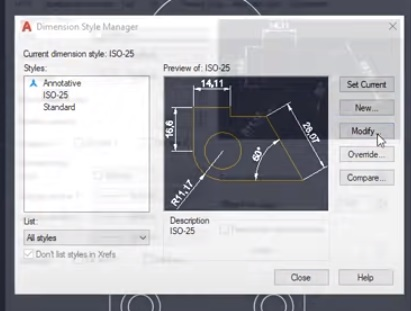 Dimension Style Manager
Current dimension style: ISO-25
Styles:
Annotative
ISO-25
Standard
Preview of: ISO-25
14,11
16,6
28,07
60°
R11,17
Set Current
New...
Modify...
Override...
Compare...
List:
All styles
Don't list styles in Xrefs
Description
ISO-25
Close
Help